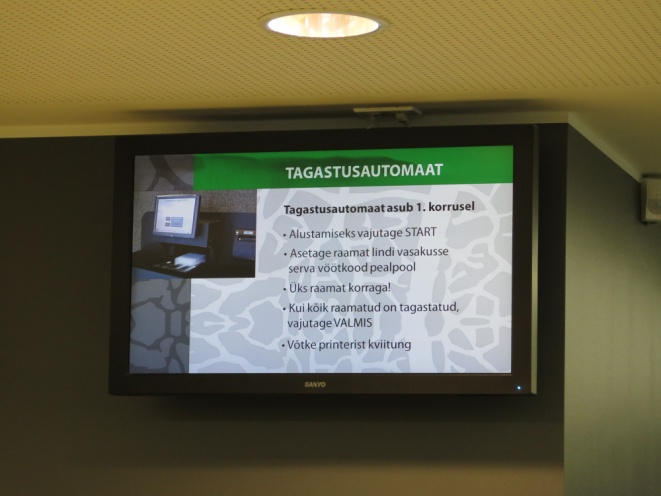 TAGASTUSAUTOMAAT
Tagastusautomaat asub 1. korrusel
• Alustamiseks vajutage START
• Asetage raamat lindi vasakusse
serva vöötkood pealpool
• Üks raamat korraga!
• Kui kõik raamatud on tagastatud,
vajutage VALMIS
• Võtke printerist kviitung
SANYO